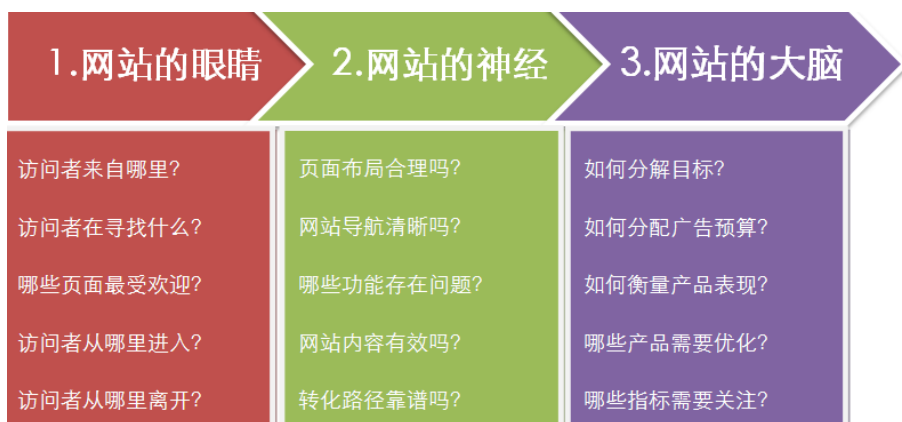 1.网站的眼睛
2.网站的神经
3.网站的大脑
访问者来自哪里?
访问者在寻找什么?
哪些页面最受欢迎?
访问者从哪里进入?
访问者从哪里离开?
页面布局合理吗?
网站导航清晰吗?
哪些功能存在问题?
网站内容有效吗?
转化路径靠谱吗?
如何分解目标?
如何分配广告预算?
如何衡量产品表现?
哪些产品需要优化?
哪些指标需要关注?